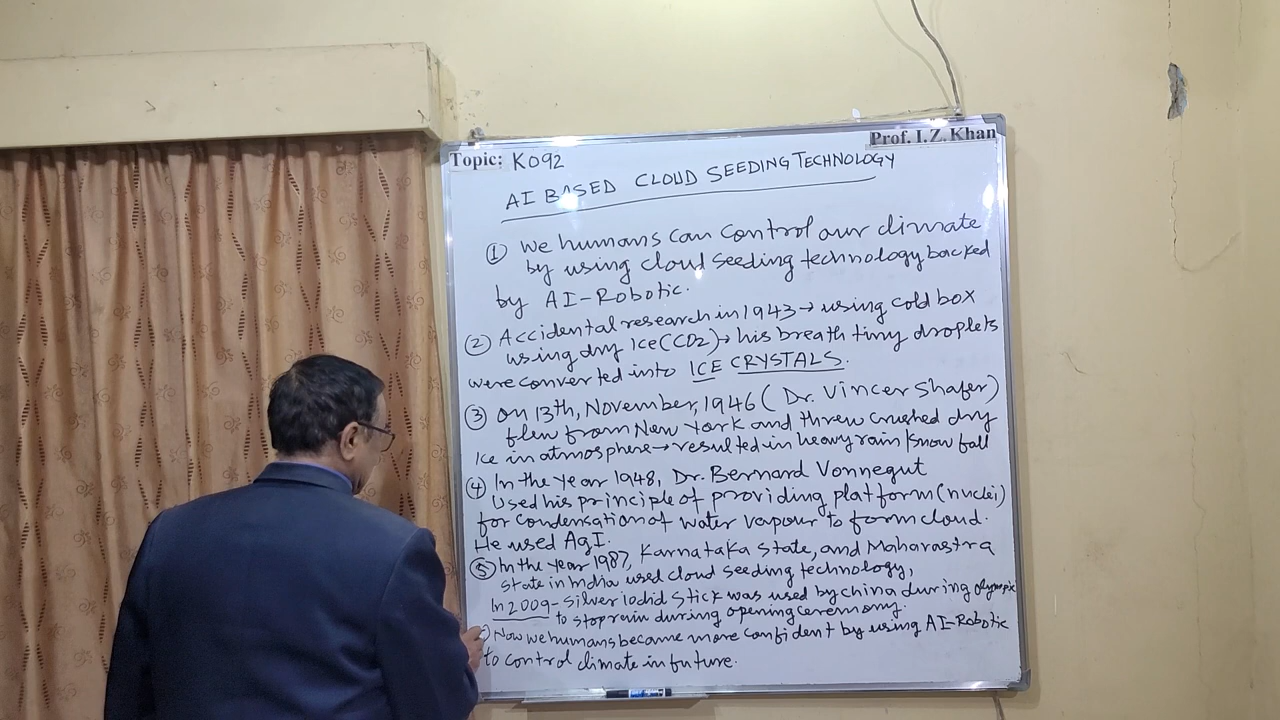 Prof. I.Z. Khan
Topic: K092
AI BASED CLOUD SEEDING TECHNOLOGY
① We humans can control our climate
by using cloud seeding technology backed
by AI-Robotic.
② Accidental research in 1943→ using cold box
using dry Ice (CO2)→ his breath tiny droplets
were converted into ICE CRYSTALS.
③ On 13th, November, 1946 ( Dr. Vincer Shafer)
flew from New York and threw crushed dry
Ice in atmosphere→ resulted in heavy rain /snow fall
④ In the year 1948, Dr. Bernard Vonnegut
Used his principle of providing platform (nuclei)
for condensation of water vapour to form cloud.
He used AgI.
⑤ In the year 1987, Karnataka state, and Maharastra
state in India used cloud seeding technology,
In 2009- Silver Iodid stick was used by china during olympic
to stop rain during opening ceremony.
Now we humans became more confident by using AI-Robotic
to control climate in future.